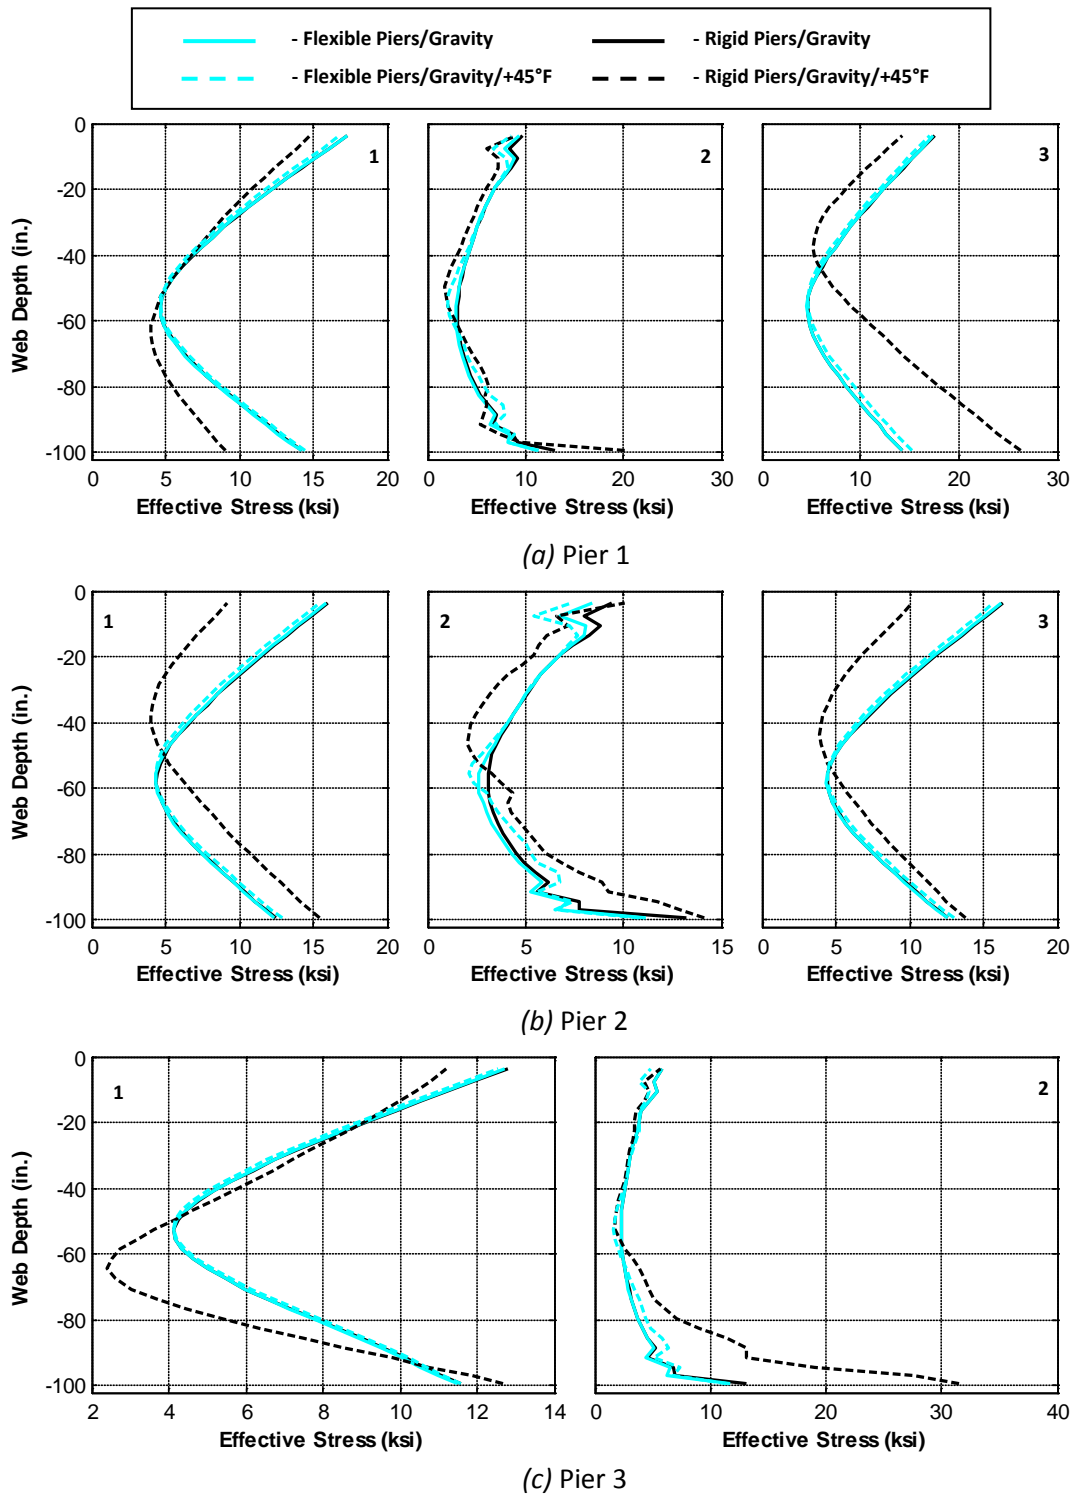 - Flexible Piers/Gravity - Rigid Piers/Gravity
- Flexible Piers/Gravity/+45°F - Rigid Piers/Gravity/+45°F
Web Depth (in.)
0
-20
-40
-60
-80
-100
1
0 5 10 15 20
Effective Stress (ksi)
2
0 10 20 30
Effective Stress (ksi)
3
0 5 10 15 20 25 30
Effective Stress (ksi)
(a) Pier 1
Web Depth (in.)
0
-20
-40
-60
-80
-100
1
0 5 10 15 20
Effective Stress (ksi)
2
0 5 10 15
Effective Stress (ksi)
3
0 5 10 15 20
Effective Stress (ksi)
(b) Pier 2
Web Depth (in.)
0
-20
-40
-60
-80
-100
1
2 4 6 8 10 12 14
Effective Stress (ksi)
2
0 10 20 30 40
Effective Stress (ksi)
(c) Pier 3